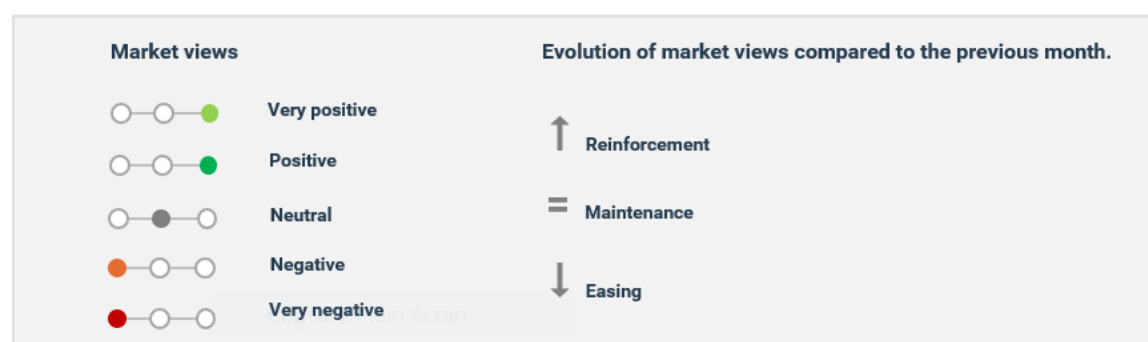 Market views
Very positive
Positive
Neutral
Negative
Very negative
Evolution of market views compared to the previous month.
Reinforcement
=
Maintenance
Easing